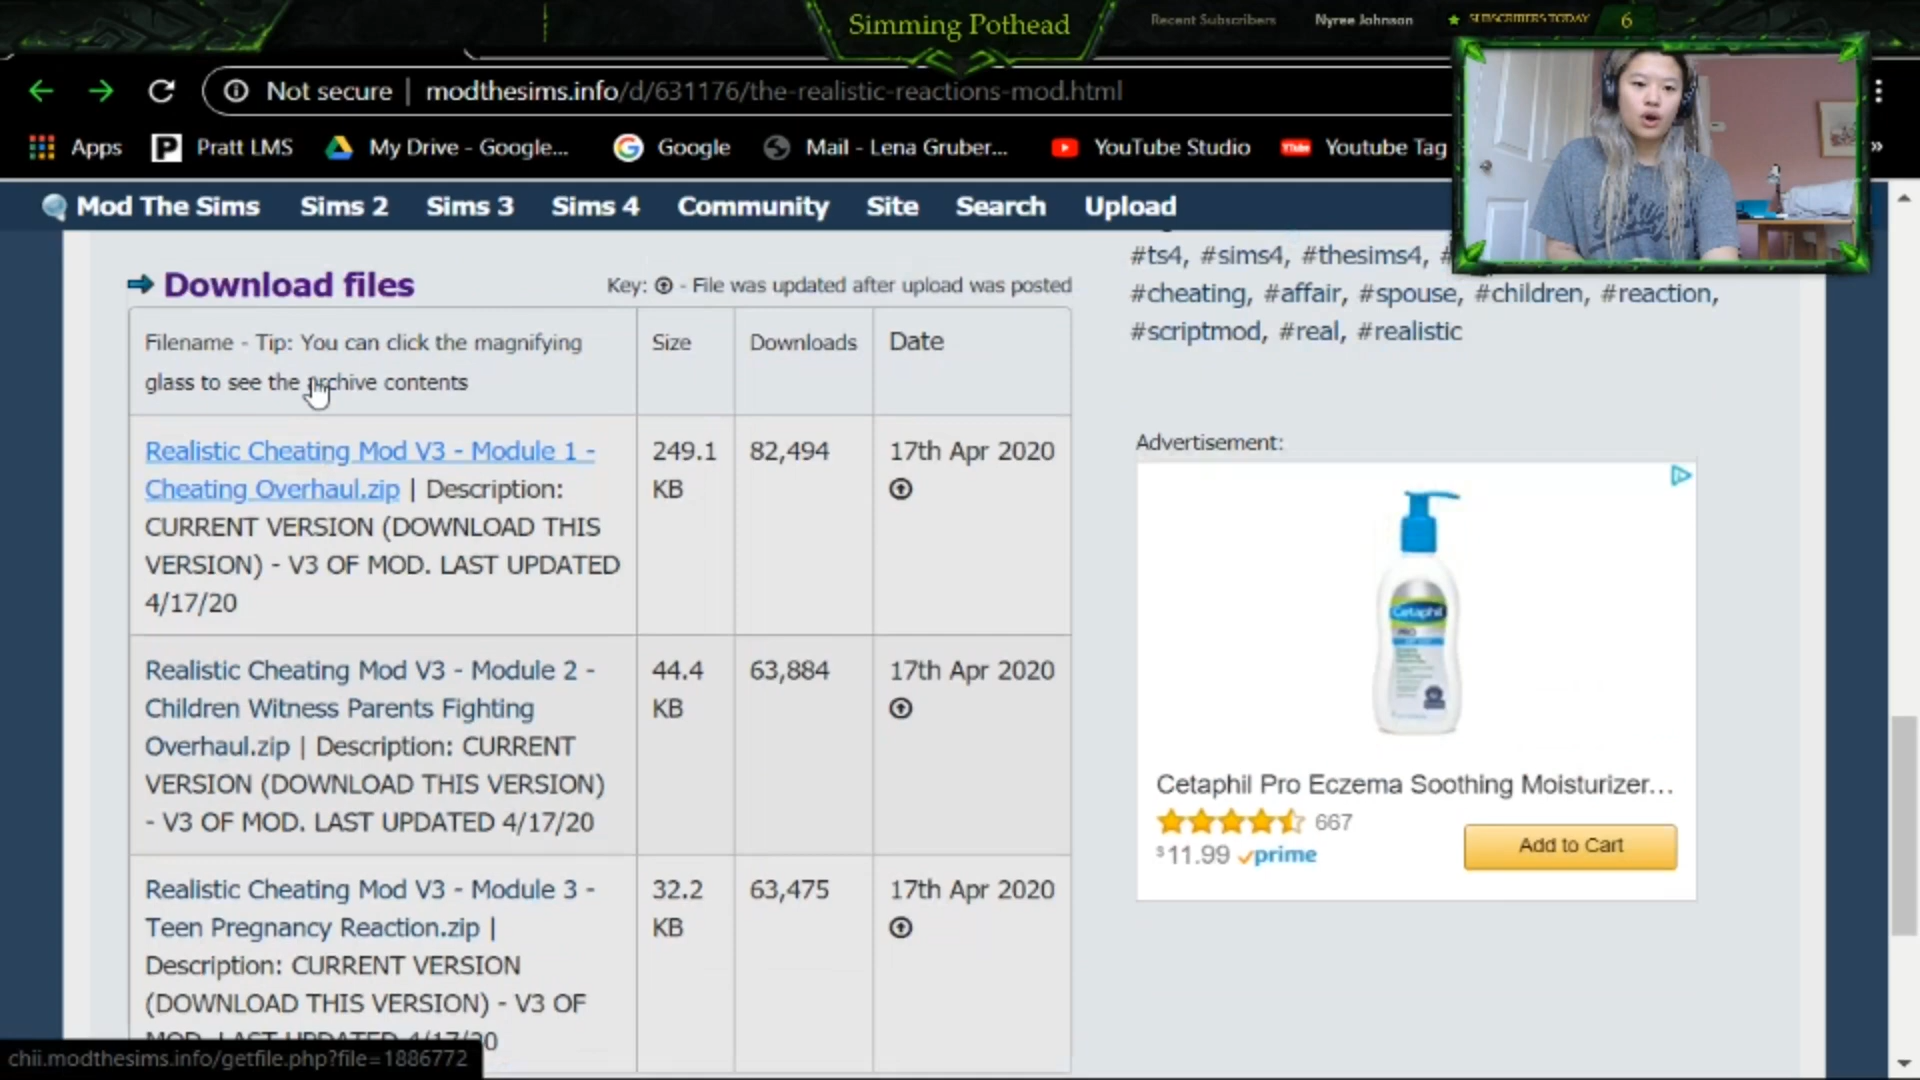 Simming Pothead
Recent Subscribers
Nyree Johnson
SUBSCRIBERS TODAY
6
Not secure | modthesims.info/d/631176/the-realistic-reactions-mod.html
Apps
Pratt LMS
My Drive - Google...
Google
Mail - Lena Gruber...
YouTube Studio
Youtube Tag
»
Mod The Sims
Sims 2
Sims 3
Sims 4
Community
Site
Search
Upload
Download files
Key: - File was updated after upload was posted
Filename - Tip: You can click the magnifying
glass to see the archive contents
Size
Downloads
Date
Realistic Cheating Mod V3 - Module 1 -
Cheating Overhaul.zip | Description:
CURRENT VERSION (DOWNLOAD THIS
VERSION) - V3 OF MOD. LAST UPDATED
4/17/20
249.1
KB
82,494
17th Apr 2020
Realistic Cheating Mod V3 - Module 2 -
Children Witness Parents Fighting
Overhaul.zip | Description: CURRENT
VERSION (DOWNLOAD THIS VERSION)
- V3 OF MOD. LAST UPDATED 4/17/20
44.4
KB
63,884
17th Apr 2020
Realistic Cheating Mod V3 - Module 3 -
Teen Pregnancy Reaction.zip |
Description: CURRENT VERSION
(DOWNLOAD THIS VERSION) - V3 OF
MOD. LAST UPDATED 4/17/20
32.2
KB
63,475
17th Apr 2020
#ts4, #sims4, #thesims4, #
#cheating, #affair, #spouse, #children, #reaction,
#scriptmod, #real, #realistic
Advertisement:
Cetaphil
PRO
Cetaphil Pro Eczema Soothing Moisturizer...
667
$11.99 prime
Add to Cart
chii.modthesims.info/getfile.php?file=1886772